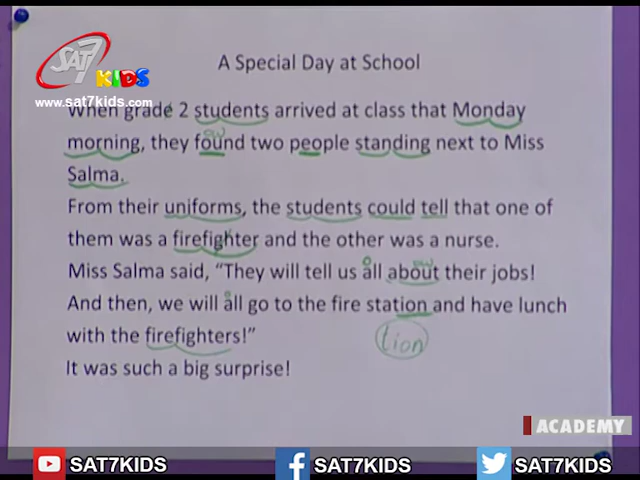 SAT7
KIDS
www.sat7kids.com
A Special Day at School
When grade 2 students arrived at class that Monday
ow
morning, they found two people standing next to Miss
Salma.
From their uniforms, the students could tell that one of
them was a firefighter and the other was a nurse.
o ow
Miss Salma said, “They will tell us all about their jobs!
o
And then, we will all go to the fire station and have lunch
with the firefighters!”
tion
It was such a big surprise!
ACADEMY
SAT7KIDS SAT7KIDS SAT7KIDS